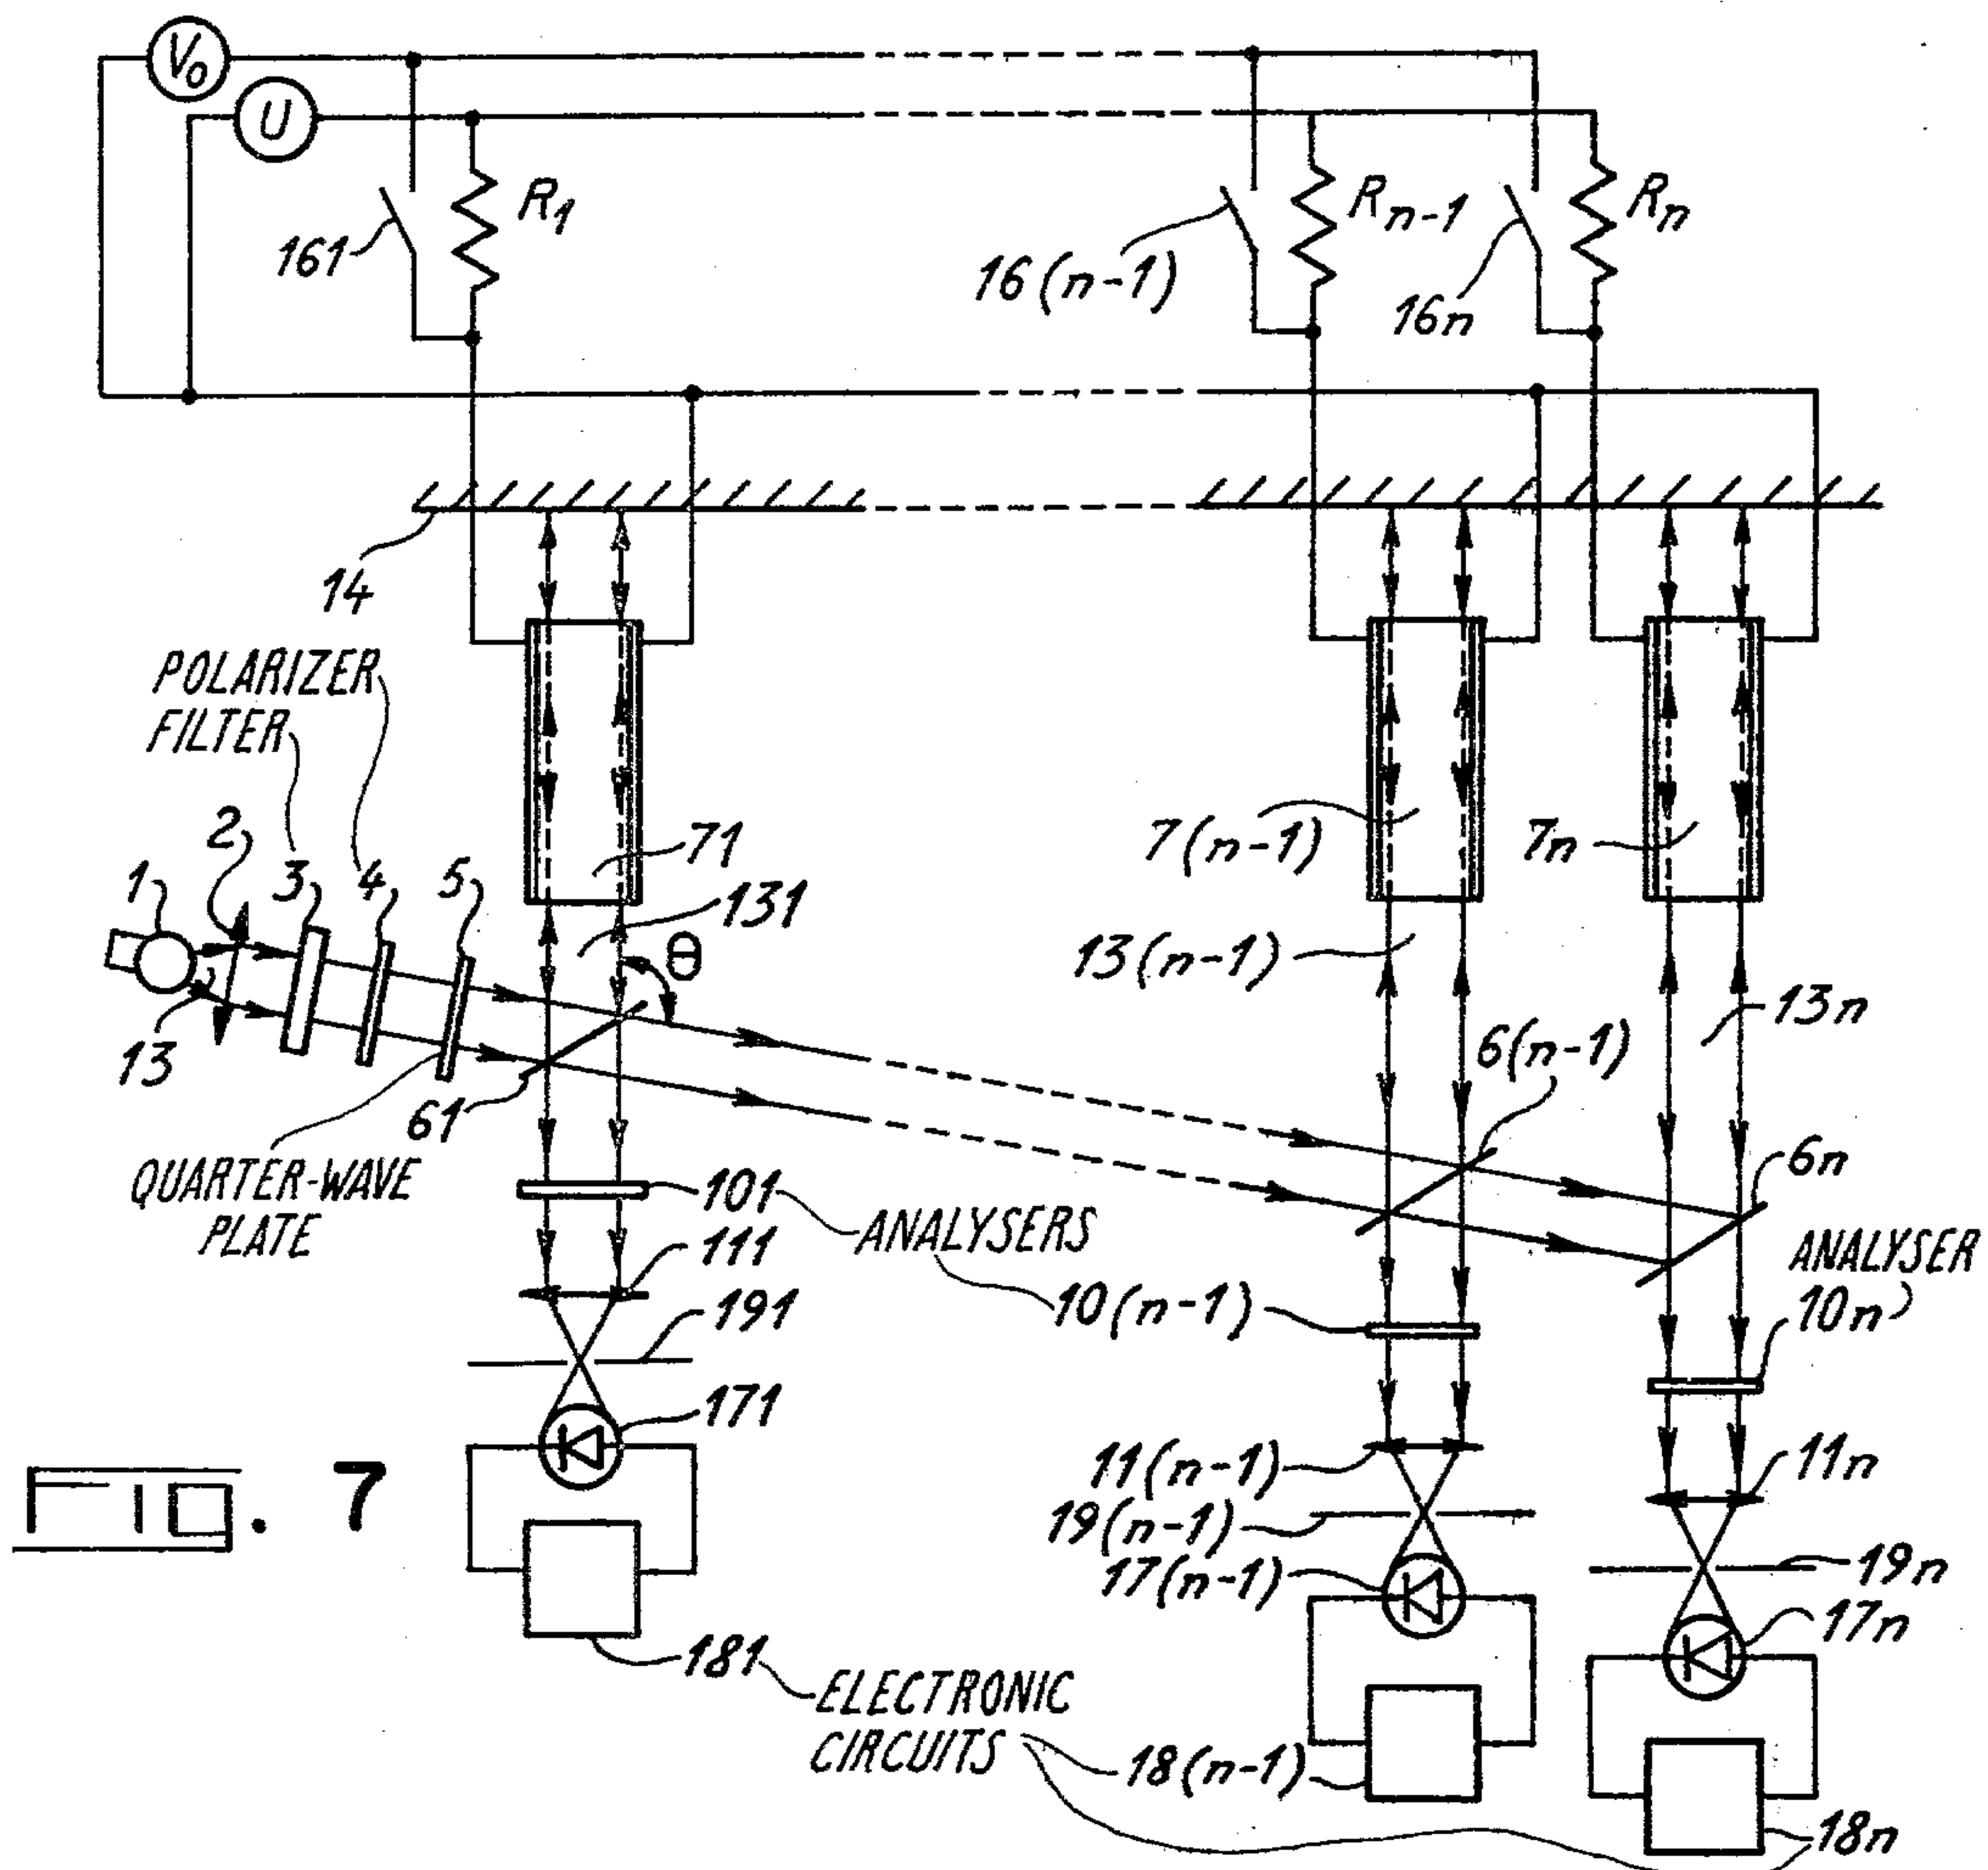 V0
U
R1
Rn-1
Rn
161
16(n-1)
16n
14
POLARIZER
FILTER
2
1
3
4
5
71
7(n-1)
7n
131
θ
13(n-1)
13n
13
6(n-1)
61
6n
QUARTER-WAVE
PLATE
101
ANALYSERS
ANALYSER
10n
111
10(n-1)
191
171
11(n-1)
11n
FIG. 7
19(n-1)
19n
17(n-1)
17n
181
ELECTRONIC
CIRCUITS
18(n-1)
18n